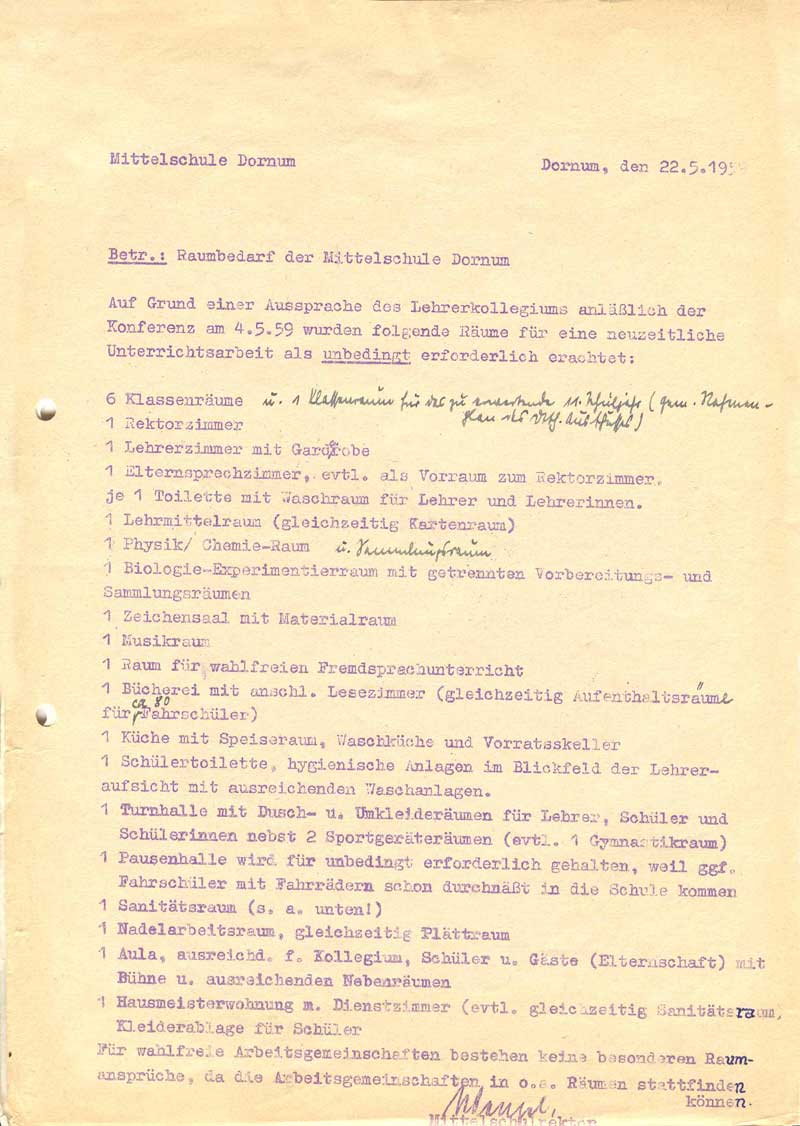 Mittelschule Dornum
Dornum, den 22.5.1959
Betr.: Raumbedarf der Mittelschule Dornum
Auf Grund einer Aussprache des Lehrerkollegiums anläßlich der
Konferenz am 4.5.59 wurden folgende Räume für eine neuzeitliche
Unterrichtsarbeit als unbedingt erforderlich erachtet:
6 Klassenräume u. 1 Klassenraum für das zu erwartende 11. Schuljahr (gem. Rahmen-
plan des Dtsch. Ausschusses)
1 Rektorzimmer
1 Lehrerzimmer mit Garderobe
1 Elternsprechzimmer, evtl. als Vorraum zum Rektorzimmer.
je 1 Toilette mit Waschraum für Lehrer und Lehrerinnen.
1 Lehrmittelraum (gleichzeitig Kartenraum)
1 Physik/ Chemie-Raum u. Sammlungsraum
1 Biologie-Experimentierraum mit getrennten Vorbereitungs- und
Sammlungsräumen
1 Zeichensaal mit Materialraum
1 Musikraum
1 Raum für wahlfreien Fremdsprachunterricht
1 Bücherei mit anschl. Lesezimmer (gleichzeitig Aufenthaltsräume
für ca 80 Fahrschüler)
1 Küche mit Speiseraum, Waschküche und Vorratskeller
1 Schülertoilette, hygienische Anlagen im Blickfeld der Lehrer-
aufsicht mit ausreichenden Waschanlagen.
1 Turnhalle mit Dusch- u. Umkleideräumen für Lehrer, Schüler und
Schülerinnen nebst 2 Sportgeräteräumen (evtl. 1 Gymnastikraum)
1 Pausenhalle wird für unbedingt erforderlich gehalten, weil ggf.
Fahrschüler mit Fahrrädern schon durchnäßt in die Schule kommen
1 Sanitätsraum (s. a. unten!)
1 Nadelarbeitsraum, gleichzeitig Plättraum
1 Aula, ausreichd. f. Kollegium, Schüler u. Gäste (Elternschaft) mit
Bühne u. ausreichenden Nebenräumen
1 Hausmeisterwohnung m. Dienstzimmer (evtl. gleichzeitig Sanitätsraum,
Kleiderablage für Schüler
Für wahlfreie Arbeitsgemeinschaften bestehen keine besonderen Raum-
ansprüche, da die Arbeitsgemeinschaften in o.a. Räumen stattfinden
können.
Mittelschulrektor